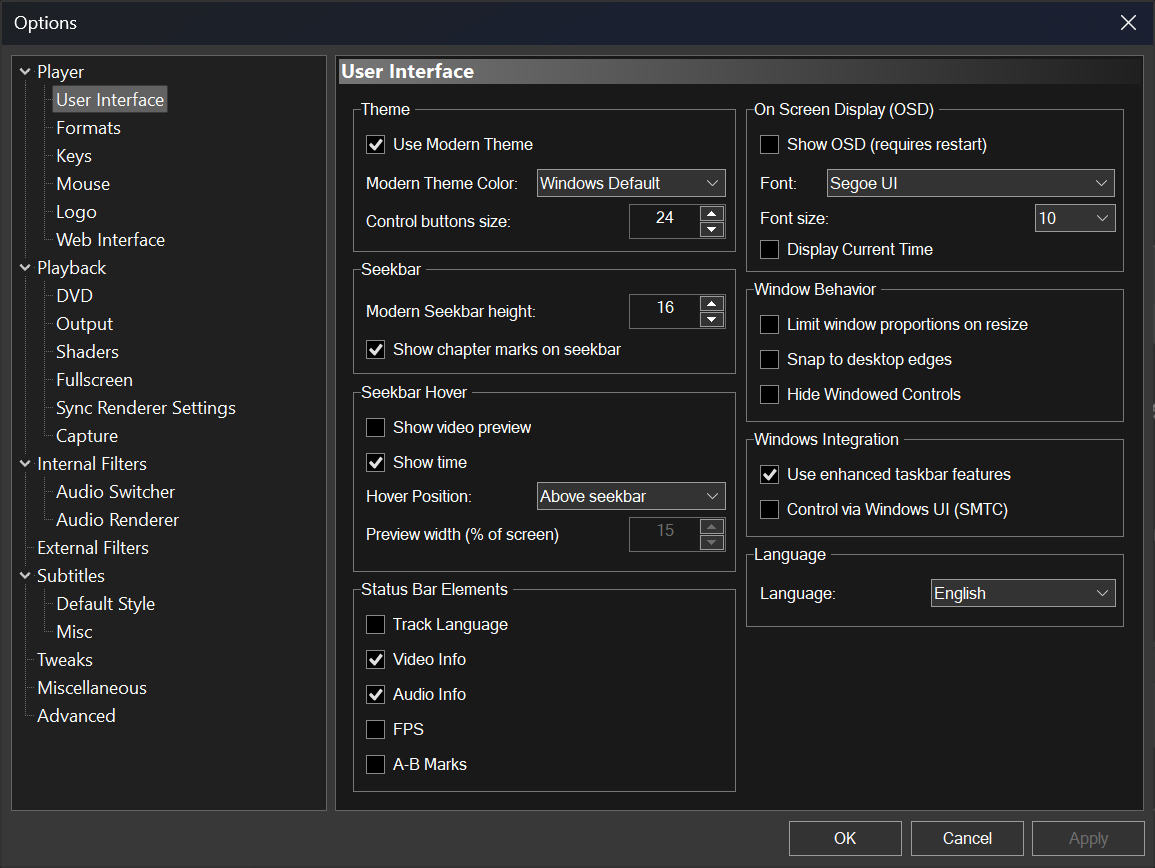 Options
Player
User Interface
Formats
Keys
Mouse
Logo
Web Interface
Playback
DVD
Output
Shaders
Fullscreen
Sync Renderer Settings
Capture
Internal Filters
Audio Switcher
Audio Renderer
External Filters
Subtitles
Default Style
Misc
Tweaks
Miscellaneous
Advanced
User Interface
Theme
Use Modern Theme
Modern Theme Color: Windows Default
Control buttons size: 24
Seekbar
Modern Seekbar height: 16
Show chapter marks on seekbar
Seekbar Hover
Show video preview
Show time
Hover Position: Above seekbar
Preview width (% of screen) 15
Status Bar Elements
Track Language
Video Info
Audio Info
FPS
A-B Marks
On Screen Display (OSD)
Show OSD (requires restart)
Font: Segoe UI
Font size: 10
Display Current Time
Window Behavior
Limit window proportions on resize
Snap to desktop edges
Hide Windowed Controls
Windows Integration
Use enhanced taskbar features
Control via Windows UI (SMTC)
Language
Language: English
OK Cancel Apply